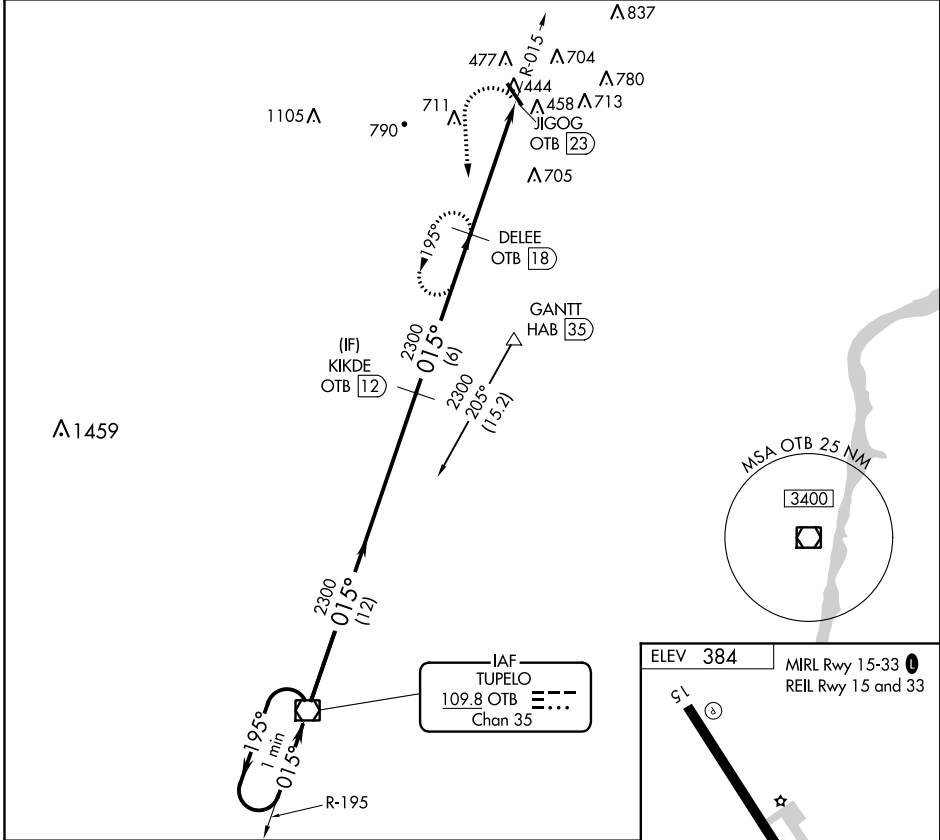 837
R-015
477
704
444
780
458
713
711
1105
790
JIGOG
OTB 23
705
195°
DELEE
OTB 18
GANTT
HAB 35
(IF)
KIKDE
OTB 12
2300
015°
(6)
2300
205°
(15.2)
1459
MSA OTB 25 NM
3400
2300
015°
(12)
IAF
TUPELO
109.8 OTB
Chan 35
195°
1 min
015°
R-195
ELEV 384
MIRL Rwy 15-33 L
REIL Rwy 15 and 33
15
P